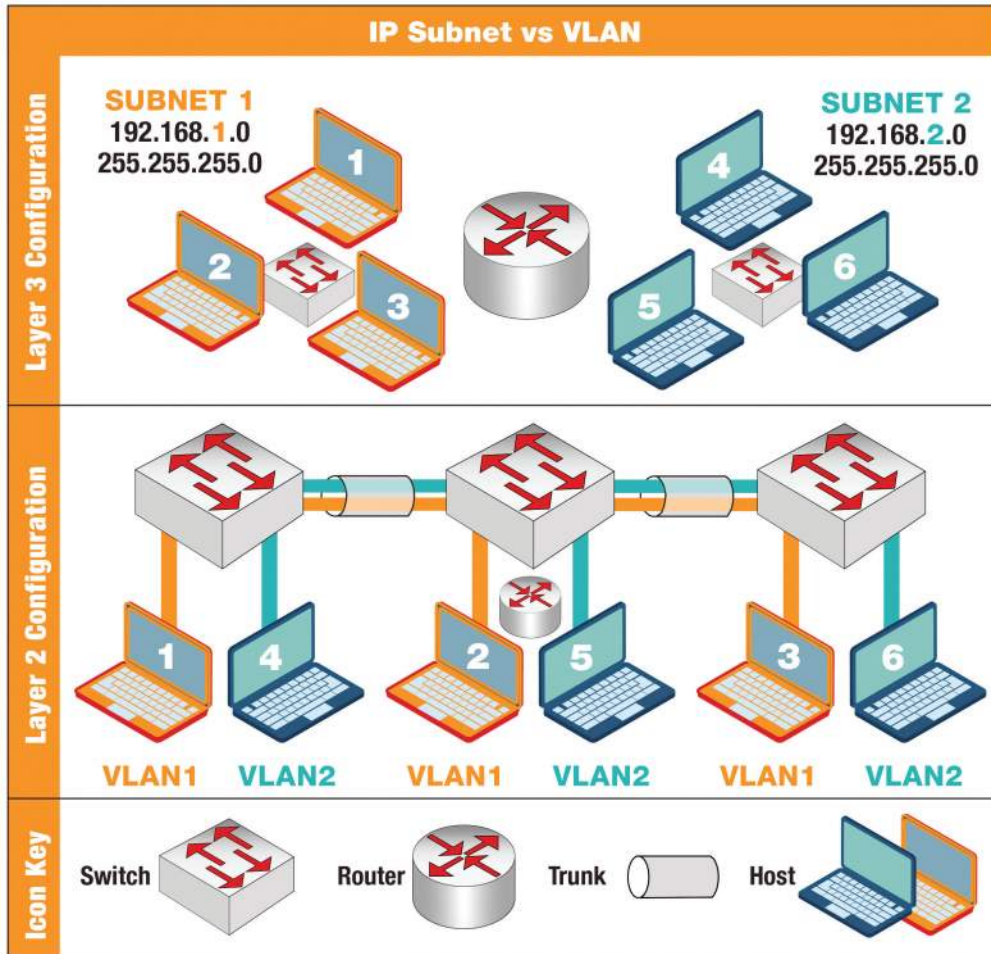 IP Subnet vs VLAN
Layer 3 Configuration
SUBNET 1
192.168.1.0
255.255.255.0
SUBNET 2
192.168.2.0
255.255.255.0
1
2
3
4
5
6
Layer 2 Configuration
1
4
2
5
3
6
VLAN1
VLAN2
VLAN1
VLAN2
VLAN1
VLAN2
Icon Key
Switch
Router
Trunk
Host